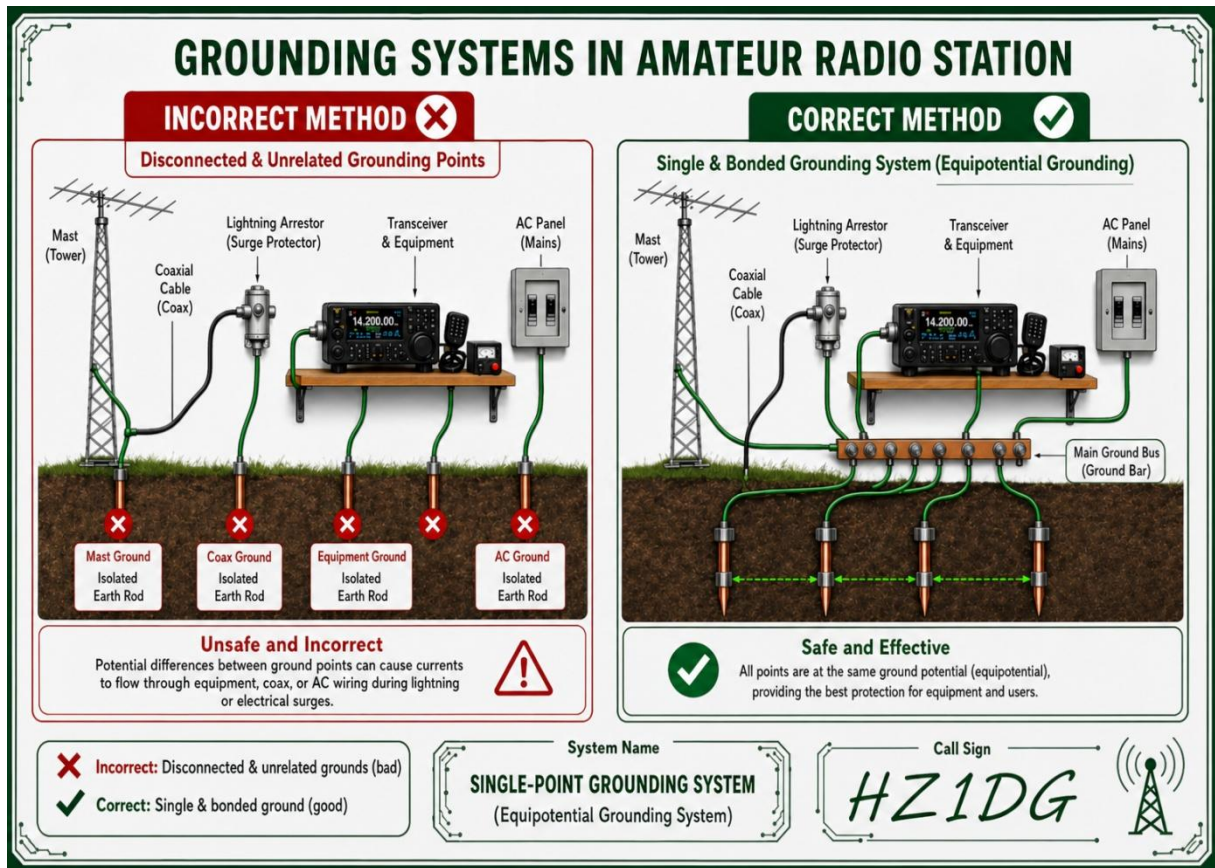 GROUNDING SYSTEMS IN AMATEUR RADIO STATION
INCORRECT METHOD
Disconnected & Unrelated Grounding Points
Mast
(Tower)
Coaxial
Cable
(Coax)
Lightning Arrestor
(Surge Protector)
Transceiver
& Equipment
AC Panel
(Mains)
14.200.00
Mast Ground
Isolated
Earth Rod
Coax Ground
Isolated
Earth Rod
Equipment Ground
Isolated
Earth Rod
AC Ground
Isolated
Earth Rod
Unsafe and Incorrect
Potential differences between ground points can cause currents
to flow through equipment, coax, or AC wiring during lightning
or electrical surges.
CORRECT METHOD
Single & Bonded Grounding System (Equipotential Grounding)
Mast
(Tower)
Coaxial
Cable
(Coax)
Lightning Arrestor
(Surge Protector)
Transceiver
& Equipment
AC Panel
(Mains)
14.200.00
Main Ground Bus
(Ground Bar)
Safe and Effective
All points are at the same ground potential (equipotential),
providing the best protection for equipment and users.
Incorrect: Disconnected & unrelated grounds (bad)
Correct: Single & bonded ground (good)
System Name
SINGLE-POINT GROUNDING SYSTEM
(Equipotential Grounding System)
Call Sign
HZ1DG